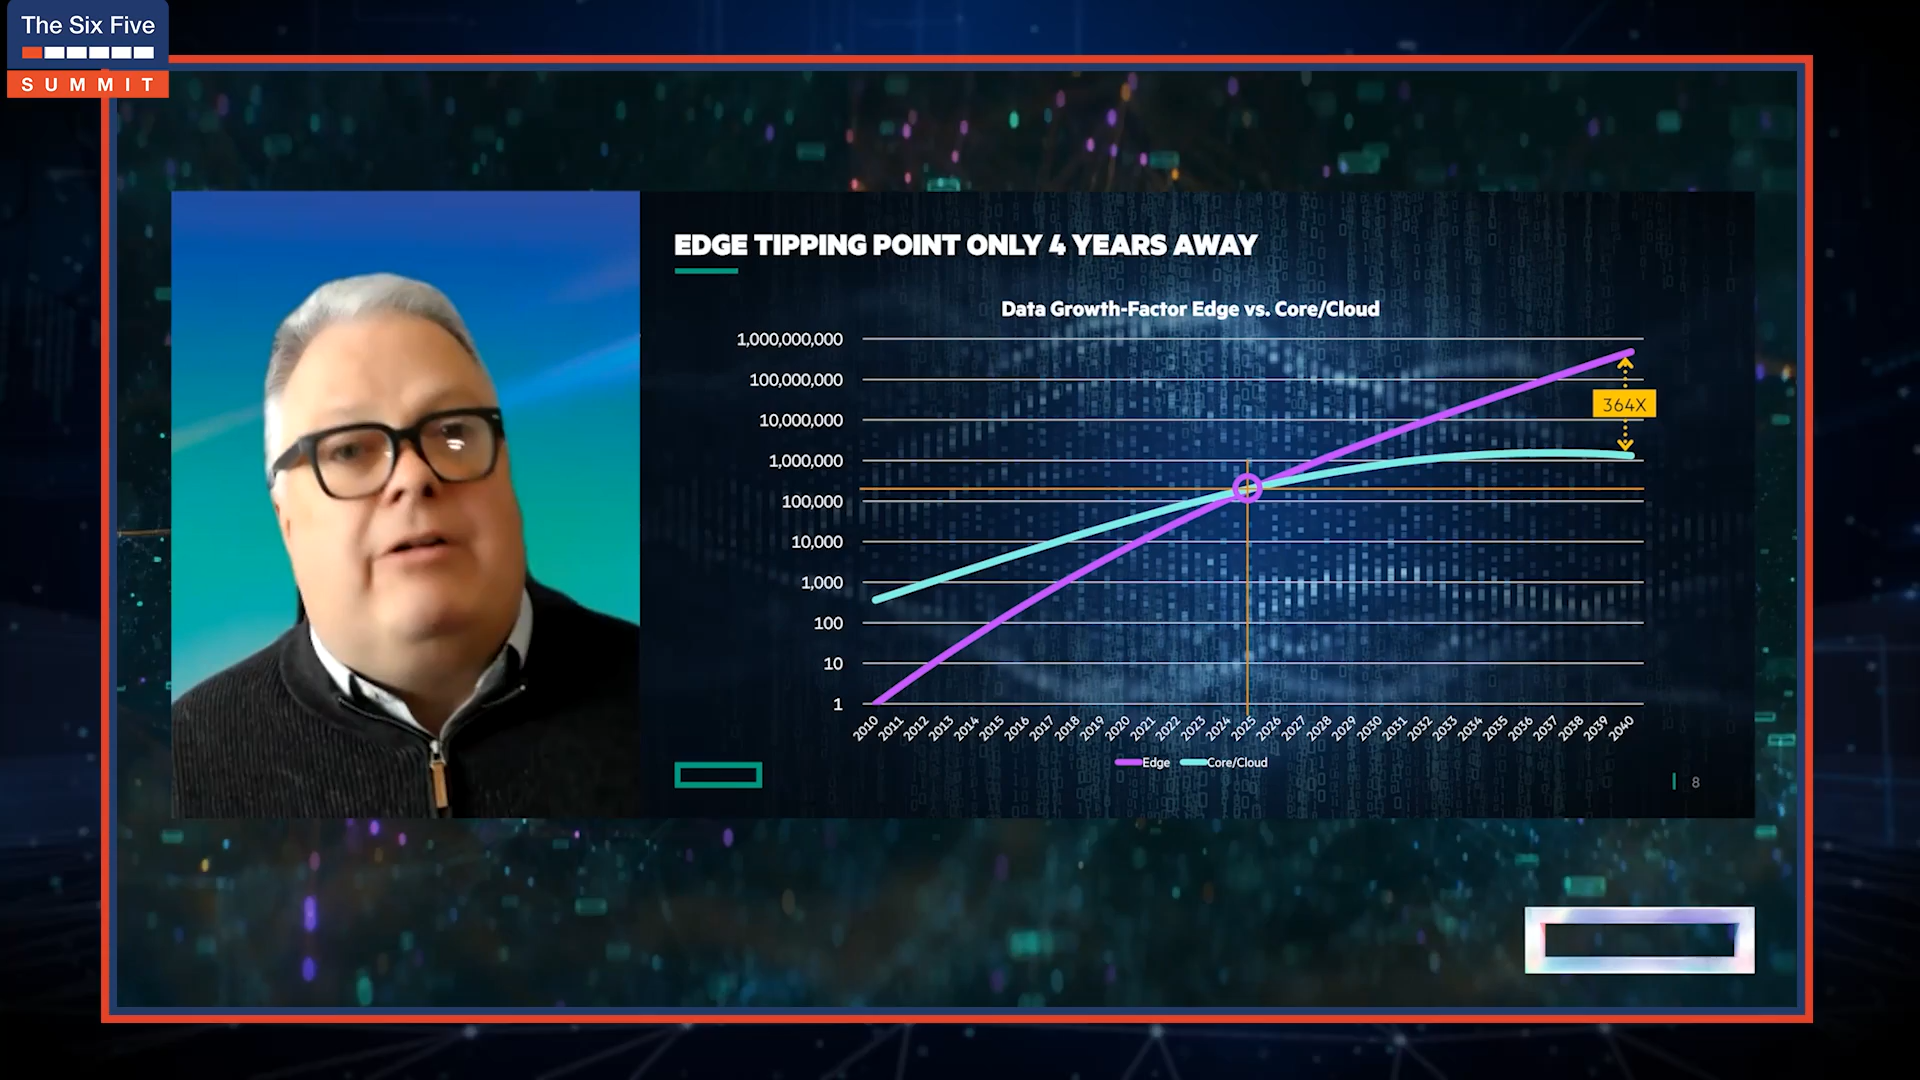 The Six Five
SUMMIT
EDGE TIPPING POINT ONLY 4 YEARS AWAY
Data Growth-Factor Edge vs. Core/Cloud
1,000,000,000
100,000,000
10,000,000
1,000,000
100,000
10,000
1,000
100
10
1
364X
2010 2011 2012 2013 2014 2015 2016 2017 2018 2019 2020 2021 2022 2023 2024 2025 2026 2027 2028 2029 2030 2031 2032 2033 2034 2035 2036 2037 2038 2039 2040
Edge Core/Cloud
8